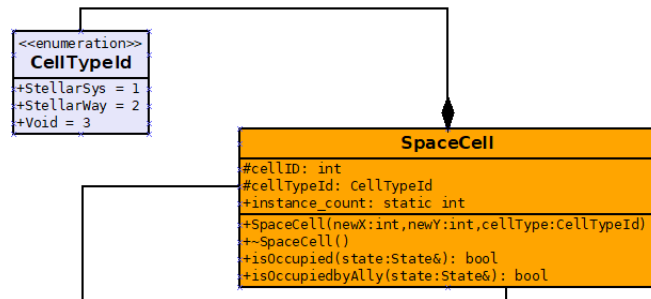 <<enumeration>>
CellTypeId
+StellarSys = 1
+StellarWay = 2
+Void = 3
SpaceCell
#cellID: int
#cellTypeId: CellTypeId
+instance_count: static int
+SpaceCell(newX:int,newY:int,cellType:CellTypeId)
+~SpaceCell()
+isOccupied(state:State&): bool
+isOccupiedbyAlly(state:State&): bool